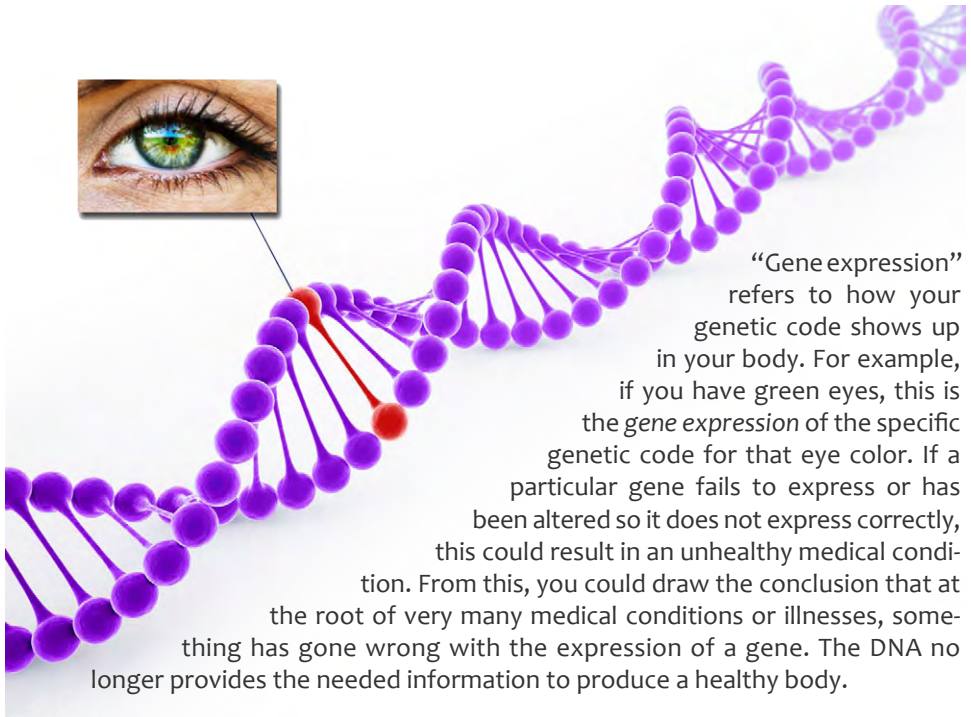 “Gene expression”
refers to how your
genetic code shows up
in your body. For example,
if you have green eyes, this is
the gene expression of the specific
genetic code for that eye color. If a
particular gene fails to express or has
been altered so it does not express correctly,
this could result in an unhealthy medical condi-
tion. From this, you could draw the conclusion that at
the root of very many medical conditions or illnesses, some-
thing has gone wrong with the expression of a gene. The DNA no
longer provides the needed information to produce a healthy body.